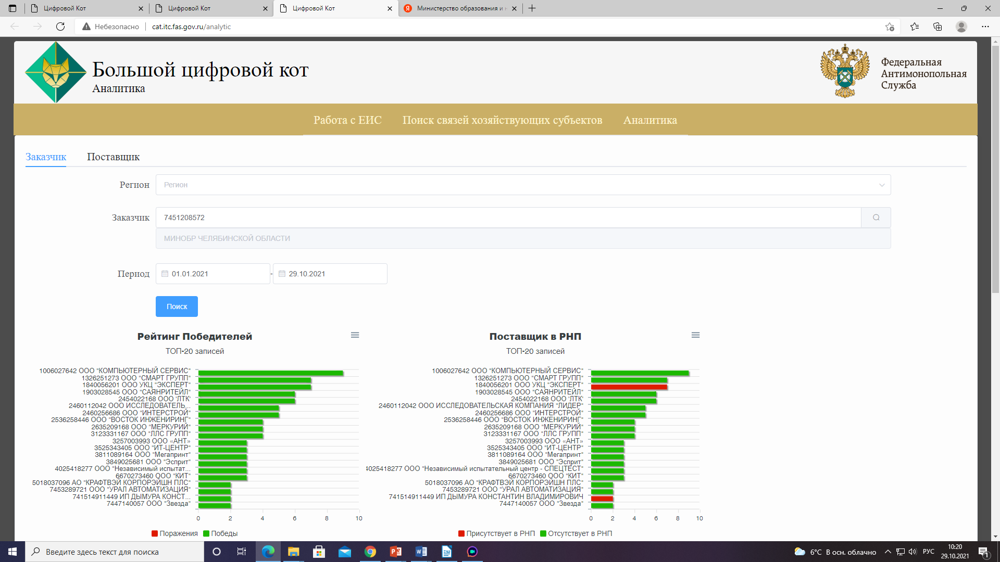 Цифровой Кот
Цифровой Кот
Цифровой Кот
Министерство образования и н
Небезопасно
cat.itc.fas.gov.ru/analytic
Большой цифровой кот
Аналитика
Федеральная
Антимонопольная
Служба
Работа с ЕИС Поиск связей хозяйствующих субъектов Аналитика
Заказчик Поставщик
Регион Регион
Заказчик 7451208572
МИНОБР ЧЕЛЯБИНСКОЙ ОБЛАСТИ
Период 01.01.2021 - 29.10.2021
Поиск
Рейтинг Победителей
ТОП-20 записей
1006027642 ООО "КОМПЬЮТЕРНЫЙ СЕРВИС"
1326251273 ООО "СМАРТ ГРУПП"
1840056201 ООО УКЦ "ЭКСПЕРТ"
1903028545 ООО "САЯНРИТЕЙЛ"
2454022168 ООО 'ЛТК'
2460112042 ООО ИССЛЕДОВАТЕЛЬ...
2460256686 ООО "ИНТЕРСТРОЙ"
2536258446 ООО "ВОСТОК ИНЖЕНИРИНГ"
2635209168 ООО "МЕРКУРИЙ"
3123331167 ООО "ЛЛС ГРУПП"
3257003993 ООО «АНТ»
3525343405 ООО "ИТ-ЦЕНТР"
3811089164 ООО "Мегапринт"
3849025681 ООО "Эсприт"
4025418277 ООО "Независимый испытат...
6670273460 ООО "КИТ"
5018037096 АО "КРАФТВЭЙ КОРПОРЭЙШН ПЛС"
7453289721 ООО "УРАЛ АВТОМАТИЗАЦИЯ"
741514911449 ИП ДЫМУРА КОНСТ...
7447140057 ООО "Звезда"
0 2 4 6 8 10
Поражения Победы
Поставщик в РНП
ТОП-20 записей
1006027642 ООО "КОМПЬЮТЕРНЫЙ СЕРВИС"
1326251273 ООО "СМАРТ ГРУПП"
1840056201 ООО УКЦ "ЭКСПЕРТ"
1903028545 ООО "САЯНРИТЕЙЛ"
2454022168 ООО 'ЛТК'
2460112042 ООО ИССЛЕДОВАТЕЛЬСКАЯ КОМПАНИЯ "ЛИДЕР"
2460256686 ООО "ИНТЕРСТРОЙ"
2536258446 ООО "ВОСТОК ИНЖЕНИРИНГ"
2635209168 ООО "МЕРКУРИЙ"
3123331167 ООО "ЛЛС ГРУПП"
3257003993 ООО «АНТ»
3525343405 ООО "ИТ-ЦЕНТР"
3811089164 ООО "Мегапринт"
3849025681 ООО "Эсприт"
4025418277 ООО "Независимый испытательный центр - СПЕЦТЕСТ"
6670273460 ООО "КИТ"
5018037096 АО "КРАФТВЭЙ КОРПОРЭЙШН ПЛС"
7453289721 ООО "УРАЛ АВТОМАТИЗАЦИЯ"
741514911449 ИП ДЫМУРА КОНСТАНТИН ВЛАДИМИРОВИЧ
7447140057 ООО "Звезда"
0 2 4 6 8 10
Присутствует в РНП Отсутствует в РНП
Введите здесь текст для поиска
6°C В осн. облачно
РУС
10:20
29.10.2021
1